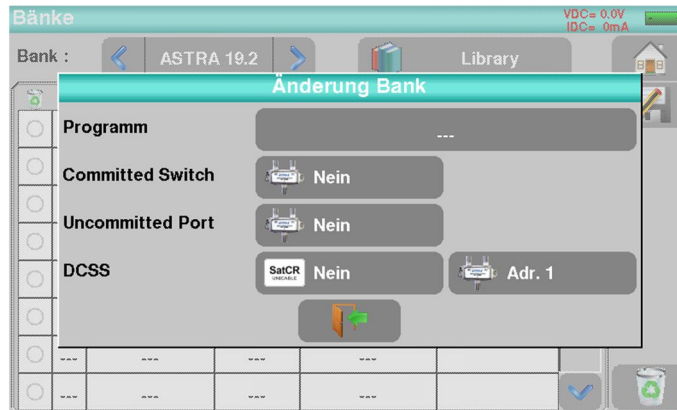 Bänke
VDC= 0.0V
IDC= 0mA
Bank :
ASTRA 19.2
Library
Änderung Bank
Programm
---
Committed Switch
Nein
Uncommitted Port
Nein
DCSS
SatCR
UNICABLE
Nein
Adr. 1
--- --- --- ---
--- --- --- ---